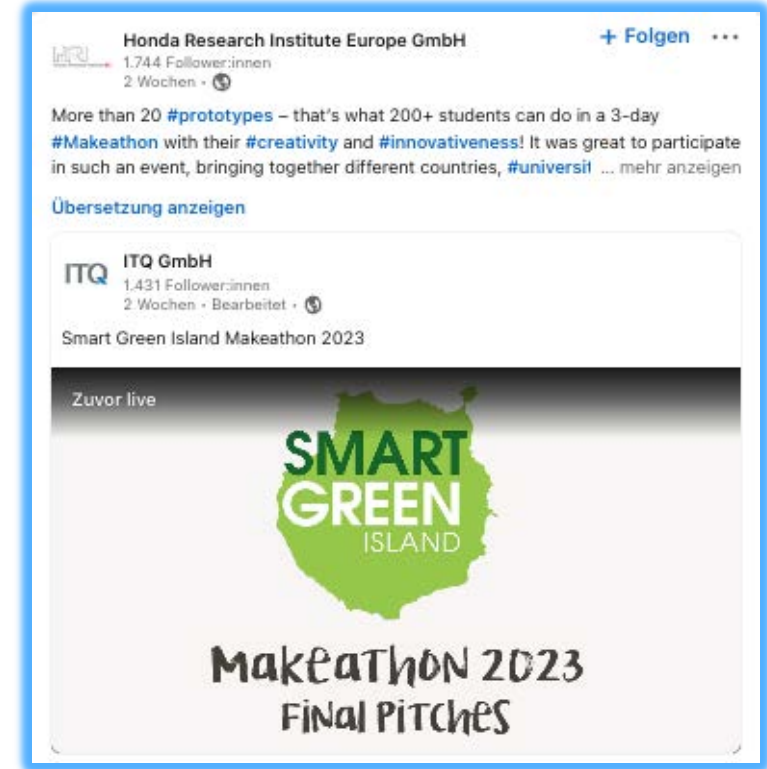 HRI
Honda Research Institute Europe GmbH
+ Folgen ...
1.744 Follower:innen
2 Wochen •
More than 20 #prototypes – that's what 200+ students can do in a 3-day
#Makeathon with their #creativity and #innovativeness! It was great to participate
in such an event, bringing together different countries, #universit ... mehr anzeigen
Übersetzung anzeigen
ITQ
ITQ GmbH
1.431 Follower:innen
2 Wochen • Bearbeitet •
Smart Green Island Makeathon 2023
Zuvor live
SMART
GREEN
ISLAND
Makeathon 2023
Final Pitches